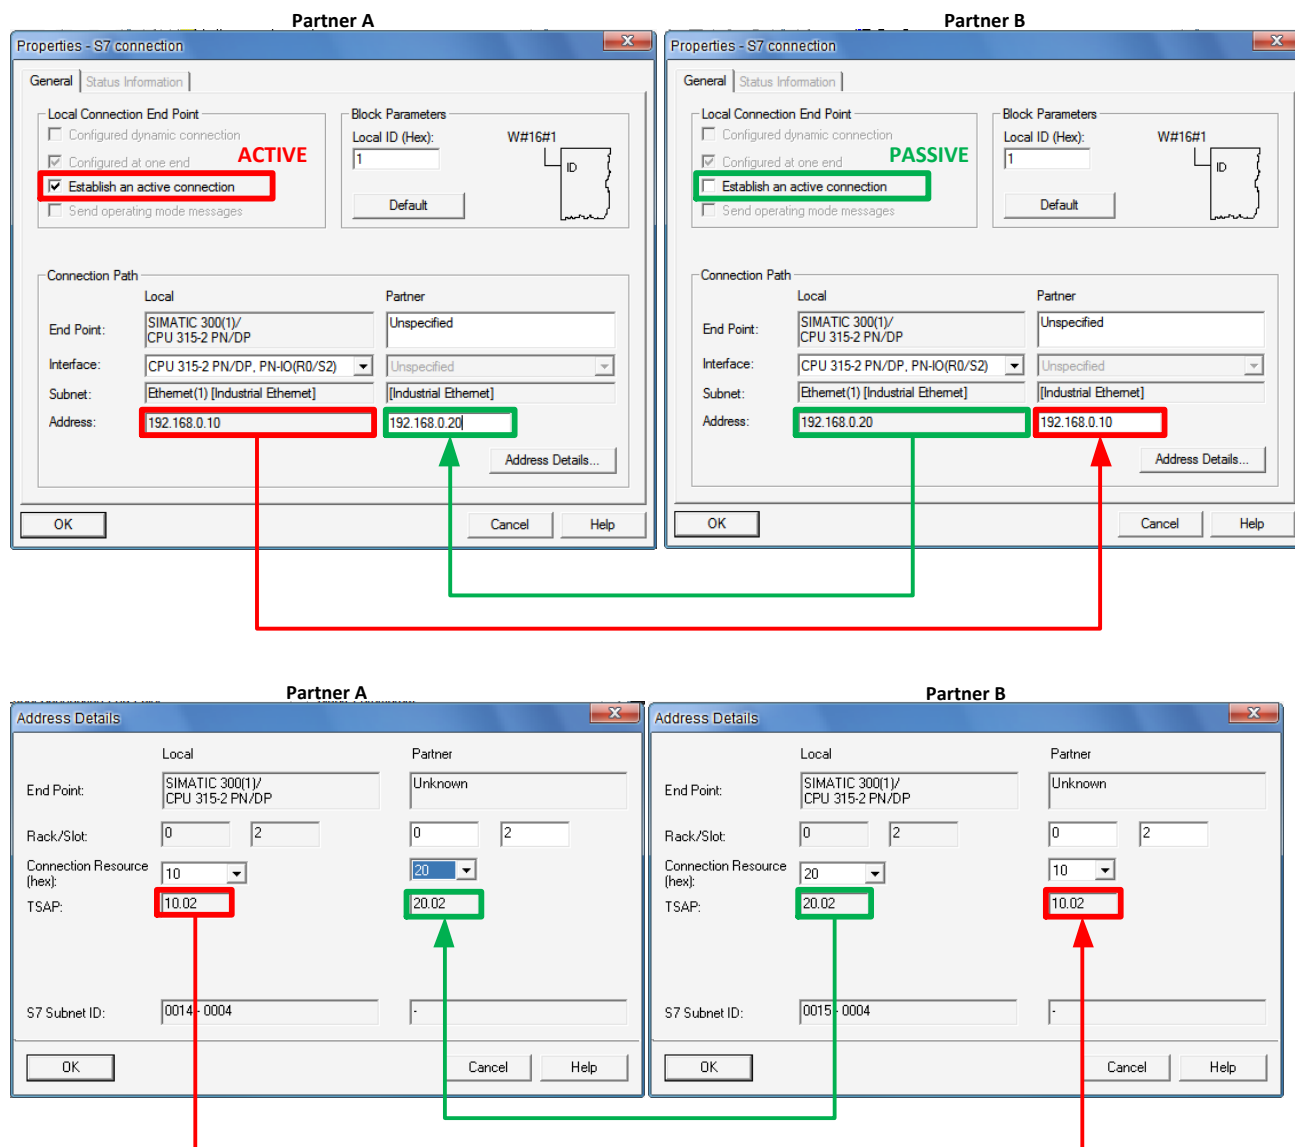 Partner A
Properties - S7 connection
General
Status Information
Local Connection End Point
Configured dynamic connection
Configured at one end
ACTIVE
Establish an active connection
Send operating mode messages
Block Parameters
Local ID (Hex):
W#16#1
1
ID
Default
Connection Path
Local
Partner
End Point:
SIMATIC 300(1)/
CPU 315-2 PN/DP
Unspecified
Interface:
CPU 315-2 PN/DP, PN-IO(R0/S2)
Unspecified
Subnet:
Ethernet(1) [Industrial Ethernet]
[Industrial Ethernet]
Address:
192.168.0.10
192.168.0.20
Address Details...
OK
Cancel
Help
Partner B
Properties - S7 connection
General
Status Information
Local Connection End Point
Configured dynamic connection
Configured at one end
PASSIVE
Establish an active connection
Send operating mode messages
Block Parameters
Local ID (Hex):
W#16#1
1
ID
Default
Connection Path
Local
Partner
End Point:
SIMATIC 300(1)/
CPU 315-2 PN/DP
Unspecified
Interface:
CPU 315-2 PN/DP, PN-IO(R0/S2)
Unspecified
Subnet:
Ethernet(1) [Industrial Ethernet]
[Industrial Ethernet]
Address:
192.168.0.20
192.168.0.10
Address Details...
OK
Cancel
Help
Partner A
Address Details
Local
Partner
End Point:
SIMATIC 300(1)/
CPU 315-2 PN/DP
Unknown
Rack/Slot:
0
2
0
2
Connection Resource
(hex):
10
20
TSAP:
10.02
20.02
S7 Subnet ID:
0014 - 0004
-
OK
Cancel
Help
Partner B
Address Details
Local
Partner
End Point:
SIMATIC 300(1)/
CPU 315-2 PN/DP
Unknown
Rack/Slot:
0
2
0
2
Connection Resource
(hex):
20
10
TSAP:
20.02
10.02
S7 Subnet ID:
0015 - 0004
-
OK
Cancel
Help